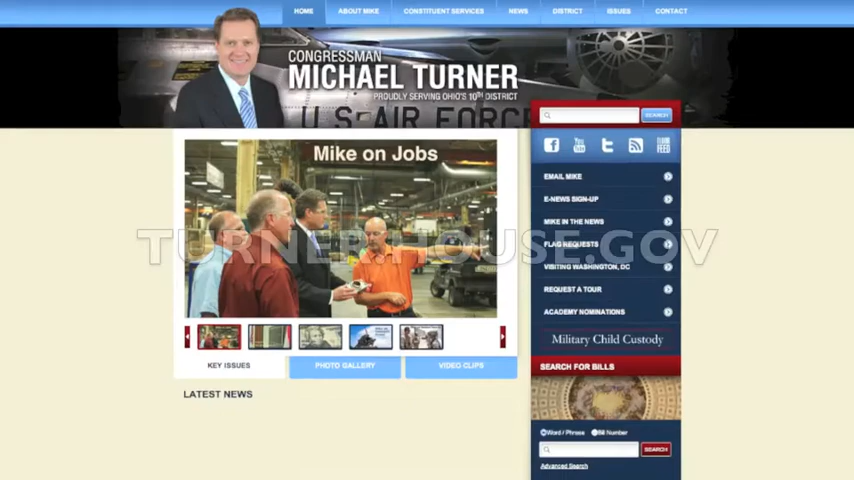 HOME
ABOUT MIKE
CONSTITUENT SERVICES
NEWS
DISTRICT
ISSUES
CONTACT
CONGRESSMAN
MICHAEL TURNER
PROUDLY SERVING OHIO'S 10TH DISTRICT
U.S. AIR FORCE
SEARCH
Mike on Jobs
EMAIL MIKE
E-NEWS SIGN-UP
MIKE IN THE NEWS
FLAG REQUESTS
VISITING WASHINGTON, DC
REQUEST A TOUR
ACADEMY NOMINATIONS
Military Child Custody
TURNER.HOUSE.GOV
KEY ISSUES
PHOTO GALLERY
VIDEO CLIPS
LATEST NEWS
SEARCH FOR BILLS
Word / Phrase
Bill Number
SEARCH
Advanced Search